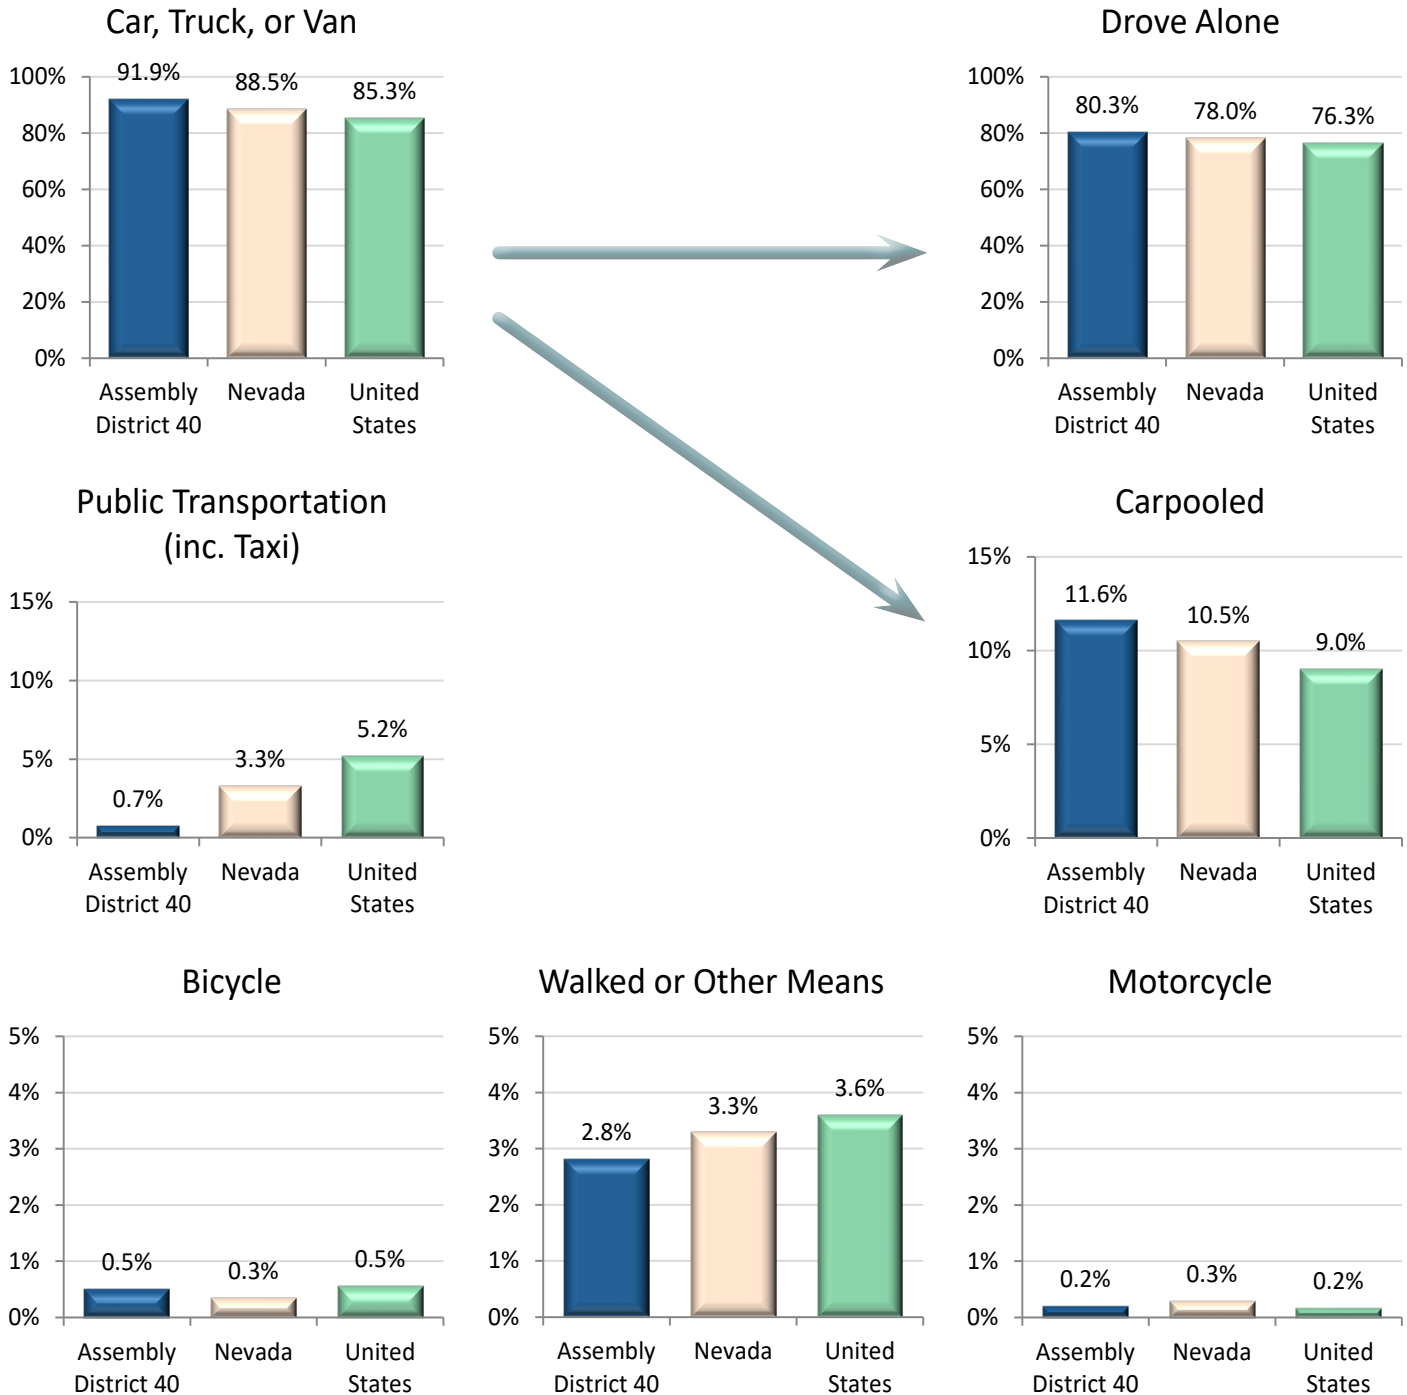 Car, Truck, or Van
100%
80%
60%
40%
20%
0%
91.9%
88.5%
85.3%
Assembly
District 40
Nevada
United
States
Drove Alone
100%
80%
60%
40%
20%
0%
80.3%
78.0%
76.3%
Assembly
District 40
Nevada
United
States
Public Transportation
(inc. Taxi)
15%
10%
5%
0%
0.7%
3.3%
5.2%
Assembly
District 40
Nevada
United
States
Carpooled
15%
10%
5%
0%
11.6%
10.5%
9.0%
Assembly
District 40
Nevada
United
States
Bicycle
5%
4%
3%
2%
1%
0%
0.5%
0.3%
0.5%
Assembly
District 40
Nevada
United
States
Walked or Other Means
5%
4%
3%
2%
1%
0%
2.8%
3.3%
3.6%
Assembly
District 40
Nevada
United
States
Motorcycle
5%
4%
3%
2%
1%
0%
0.2%
0.3%
0.2%
Assembly
District 40
Nevada
United
States